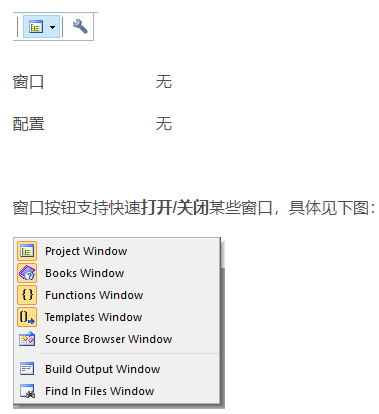 窗口 无
配置 无
窗口按钮支持快速打开/关闭某些窗口，具体见下图：
Project Window
Books Window
Functions Window
Templates Window
Source Browser Window
Build Output Window
Find In Files Window